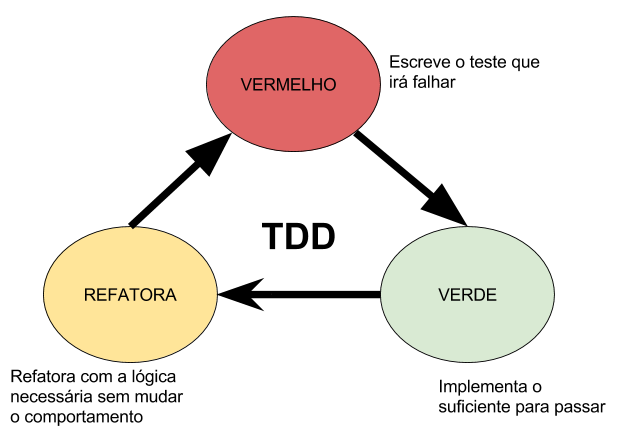 VERMELHO
Escreve o teste que
irá falhar
TDD
REFATORA
VERDE
Refatora com a lógica
necessária sem mudar
o comportamento
Implementa o
suficiente para passar